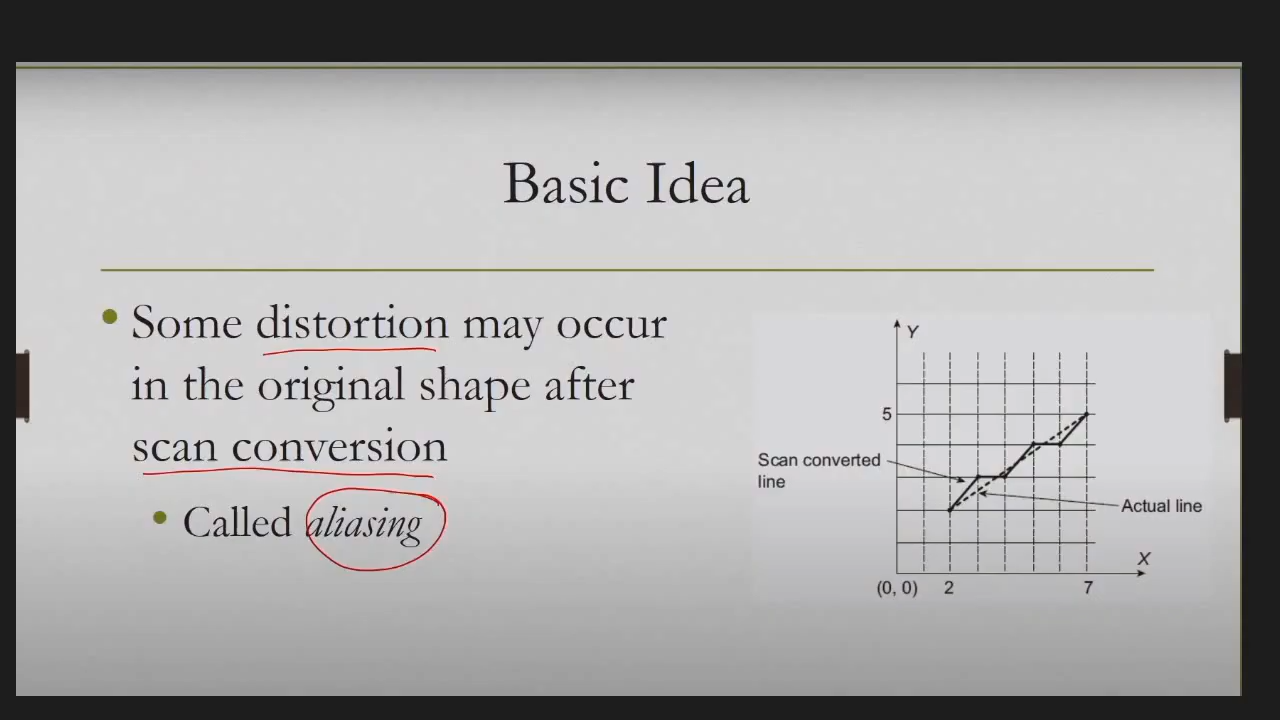 Basic Idea
Some distortion may occur
in the original shape after
scan conversion
Called aliasing
Y
5
Scan converted
line
Actual line
X
(0, 0) 2 7